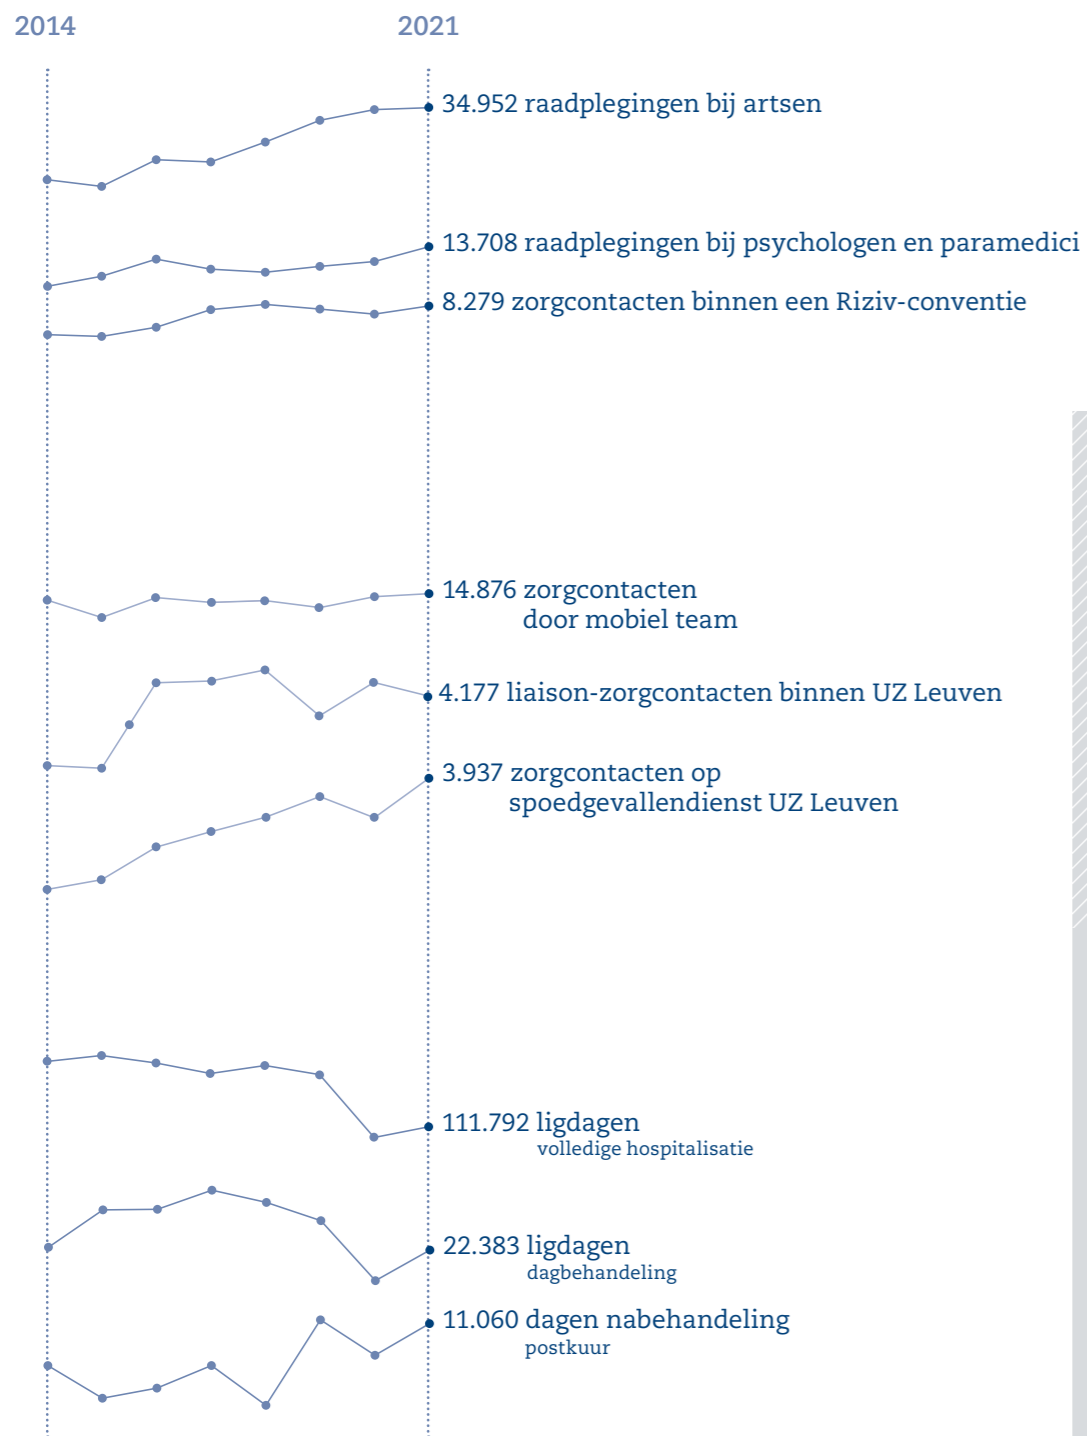 2014
2021
34.952 raadplegingen bij artsen
13.708 raadplegingen bij psychologen en paramedici
8.279 zorgcontacten binnen een Riziv-conventie
14.876 zorgcontacten
door mobiel team
4.177 liaison-zorgcontacten binnen UZ Leuven
3.937 zorgcontacten op
spoedgevallendienst UZ Leuven
111.792 ligdagen
volledige hospitalisatie
22.383 ligdagen
dagbehandeling
11.060 dagen nabehandeling
postkuur